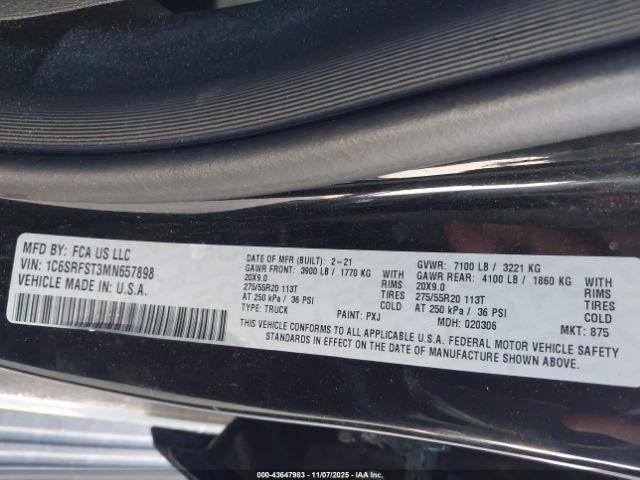 MFD BY: FCA US LLC
VIN: 1C6SRFST3MN657898
VEHICLE MADE IN: U.S.A.
DATE OF MFR (BUILT): 2-21
GAWR FRONT: 3900 LB / 1770 KG WITH
20X9.0 RIMS
275/55R20 113T TIRES
AT 250 kPa / 36 PSI COLD
TYPE: TRUCK PAINT: PXJ
GVWR: 7100 LB / 3221 KG
GAWR REAR: 4100 LB / 1860 KG WITH
20X9.0 RIMS
275/55R20 113T TIRES
AT 250 kPa / 36 PSI COLD
MDH: 020306 MKT: 875
THIS VEHICLE CONFORMS TO ALL APPLICABLE U.S.A. FEDERAL MOTOR VEHICLE SAFETY
STANDARDS IN EFFECT ON THE DATE OF MANUFACTURE SHOWN ABOVE.
000-43647983 - 11/07/2025 - IAA Corp.